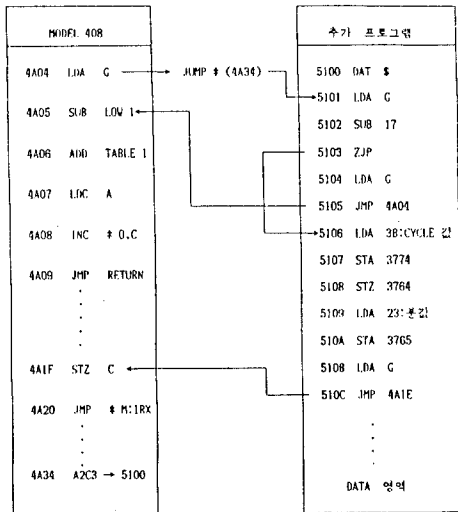 MODEL 408
4A04 LDA G
4A05 SUB LOW 1
4A06 ADD TABLE 1
4A07 LDC A
4A08 INC # 0,C
4A09 JMP RETURN
4A1F STZ C
4A20 JMP # M:1RX
4A34 A2C3 → 5100
JUMP # (4A34)
추가 프로그램
5100 DAT $
5101 LDA G
5102 SUB 17
5103 ZJP
5104 LDA G
5105 JMP 4A04
5106 LDA 3B:CYCLE 값
5107 STA 3774
5108 STZ 3764
5109 LDA 23:분값
510A STA 3765
510B LDA G
510C JMP 4A1E
DATA 영역